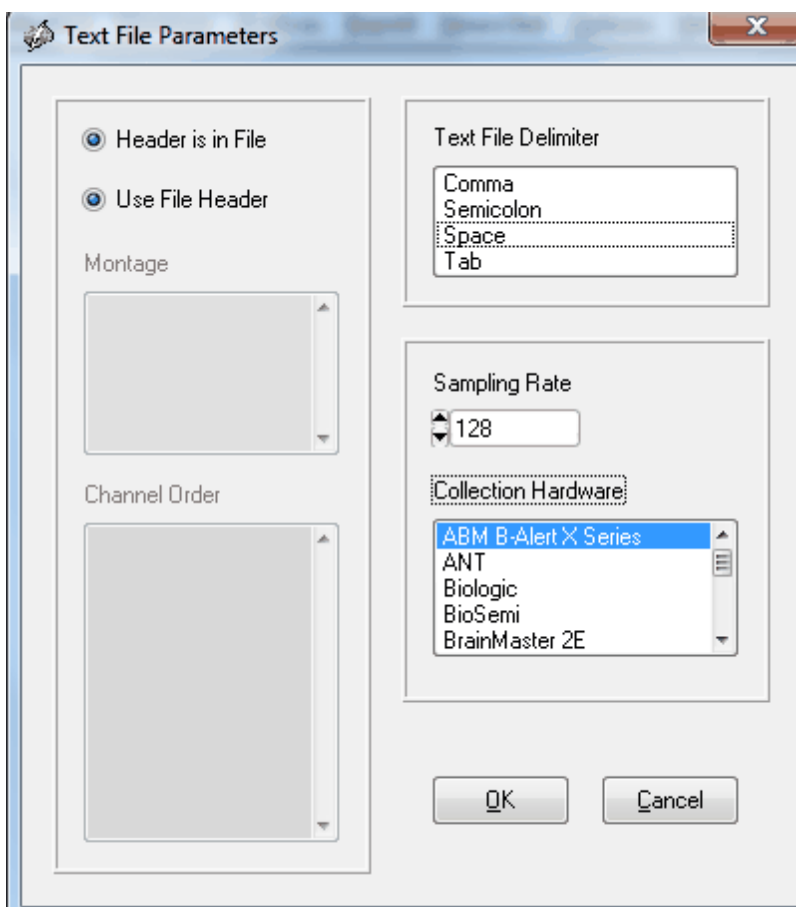 Text File Parameters
Header is in File
Use File Header
Montage
Channel Order
Text File Delimiter
Comma
Semicolon
Space
Tab
Sampling Rate
128
Collection Hardware
ABM B-Alert X Series
ANT
Biologic
BioSemi
BrainMaster 2E
OK
Cancel